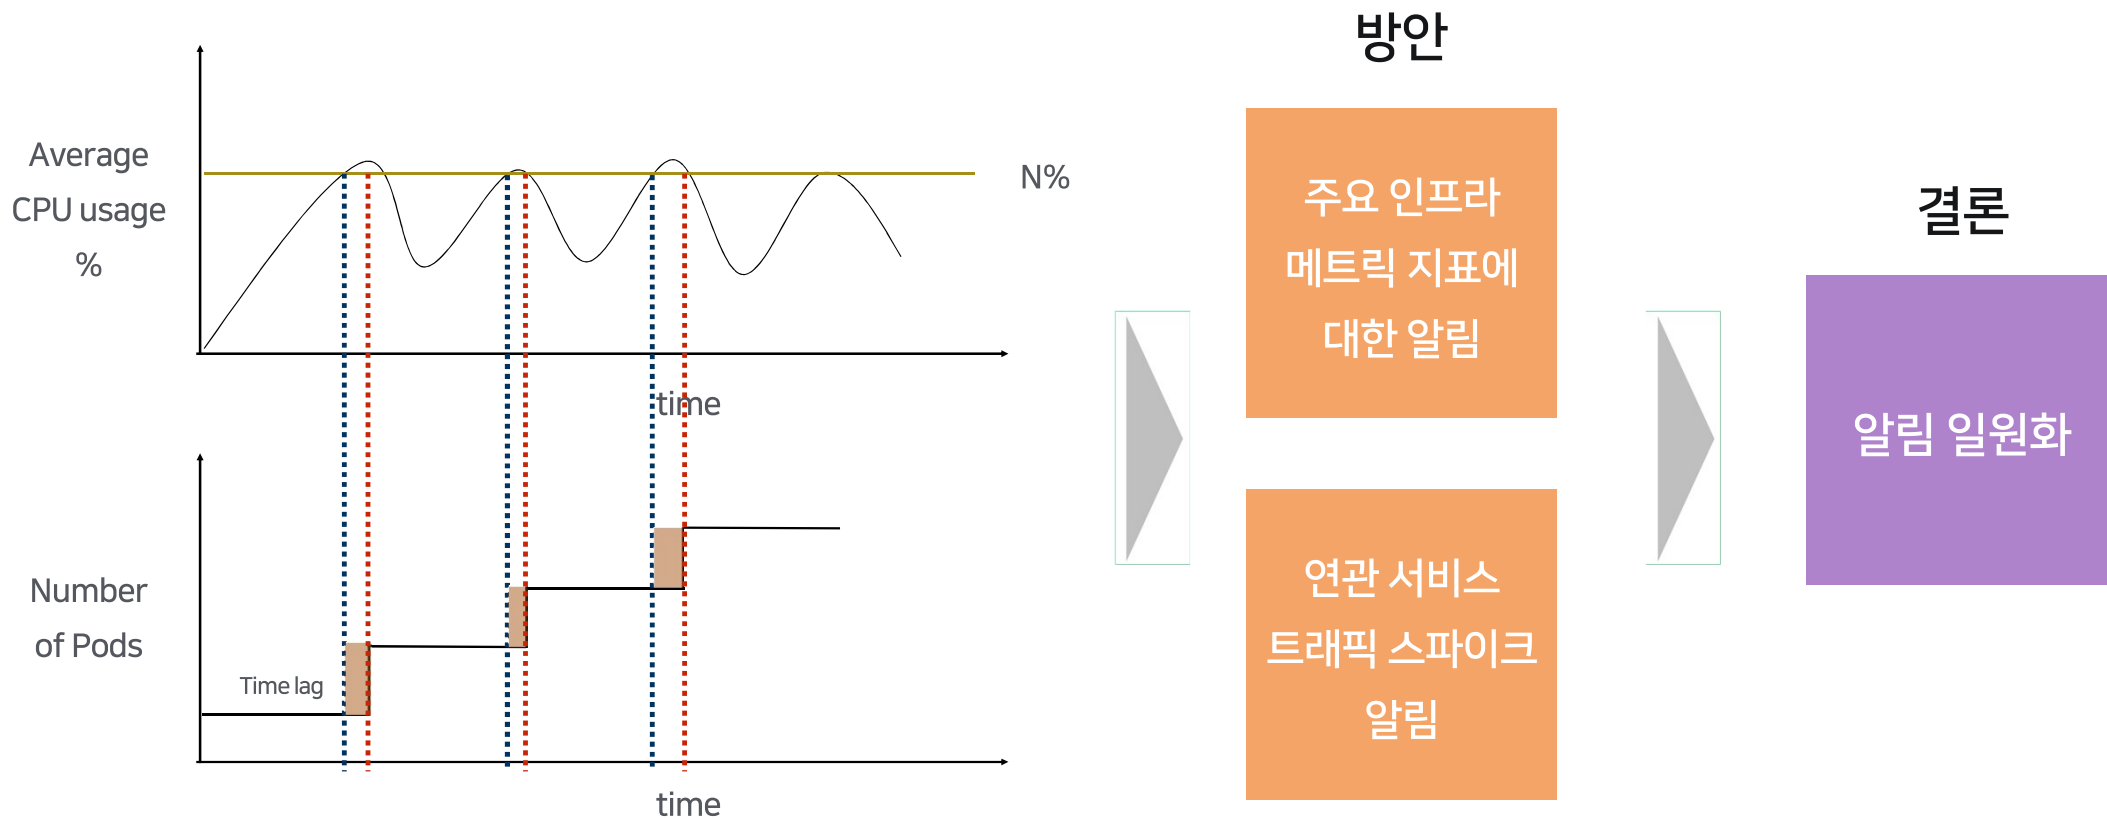 Average
CPU usage
%
N%
time
Number
of Pods
Time lag
time
방안
주요 인프라
메트릭 지표에
대한 알림
연관 서비스
트래픽 스파이크
알림
결론
알림 일원화